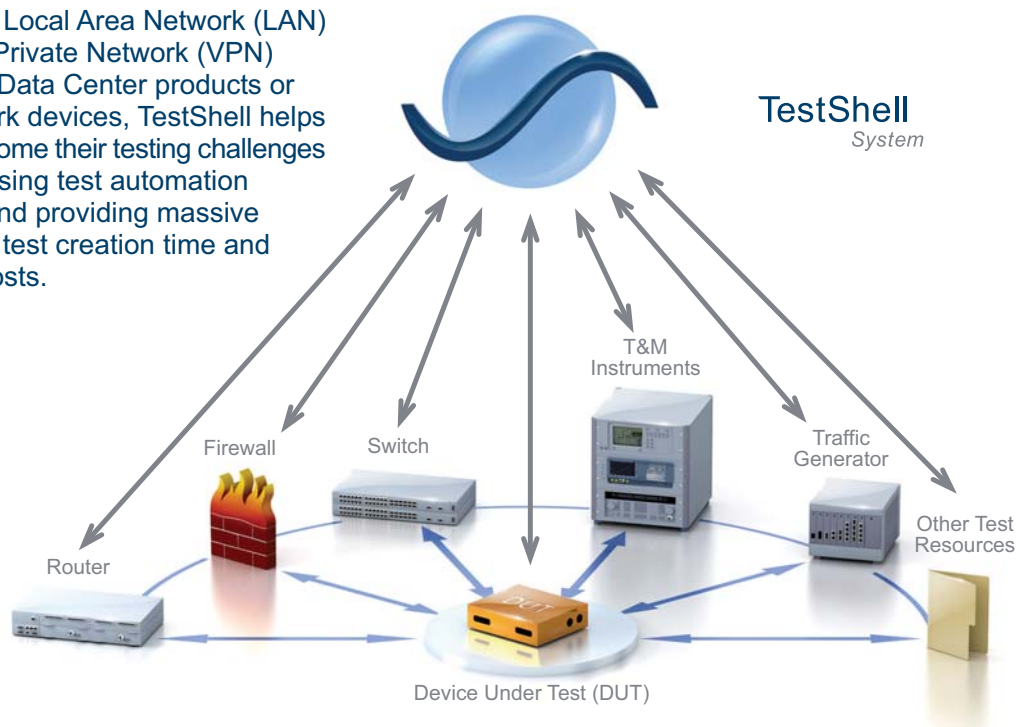 Local Area Network (LAN)
Private Network (VPN)
Data Center products or
rk devices, TestShell helps
ome their testing challenges
sing test automation
nd providing massive
test creation time and
osts.
TestShell
System
T&M
Instruments
Firewall
Switch
Traffic
Generator
Other Test
Resources
Router
DUT
Device Under Test (DUT)